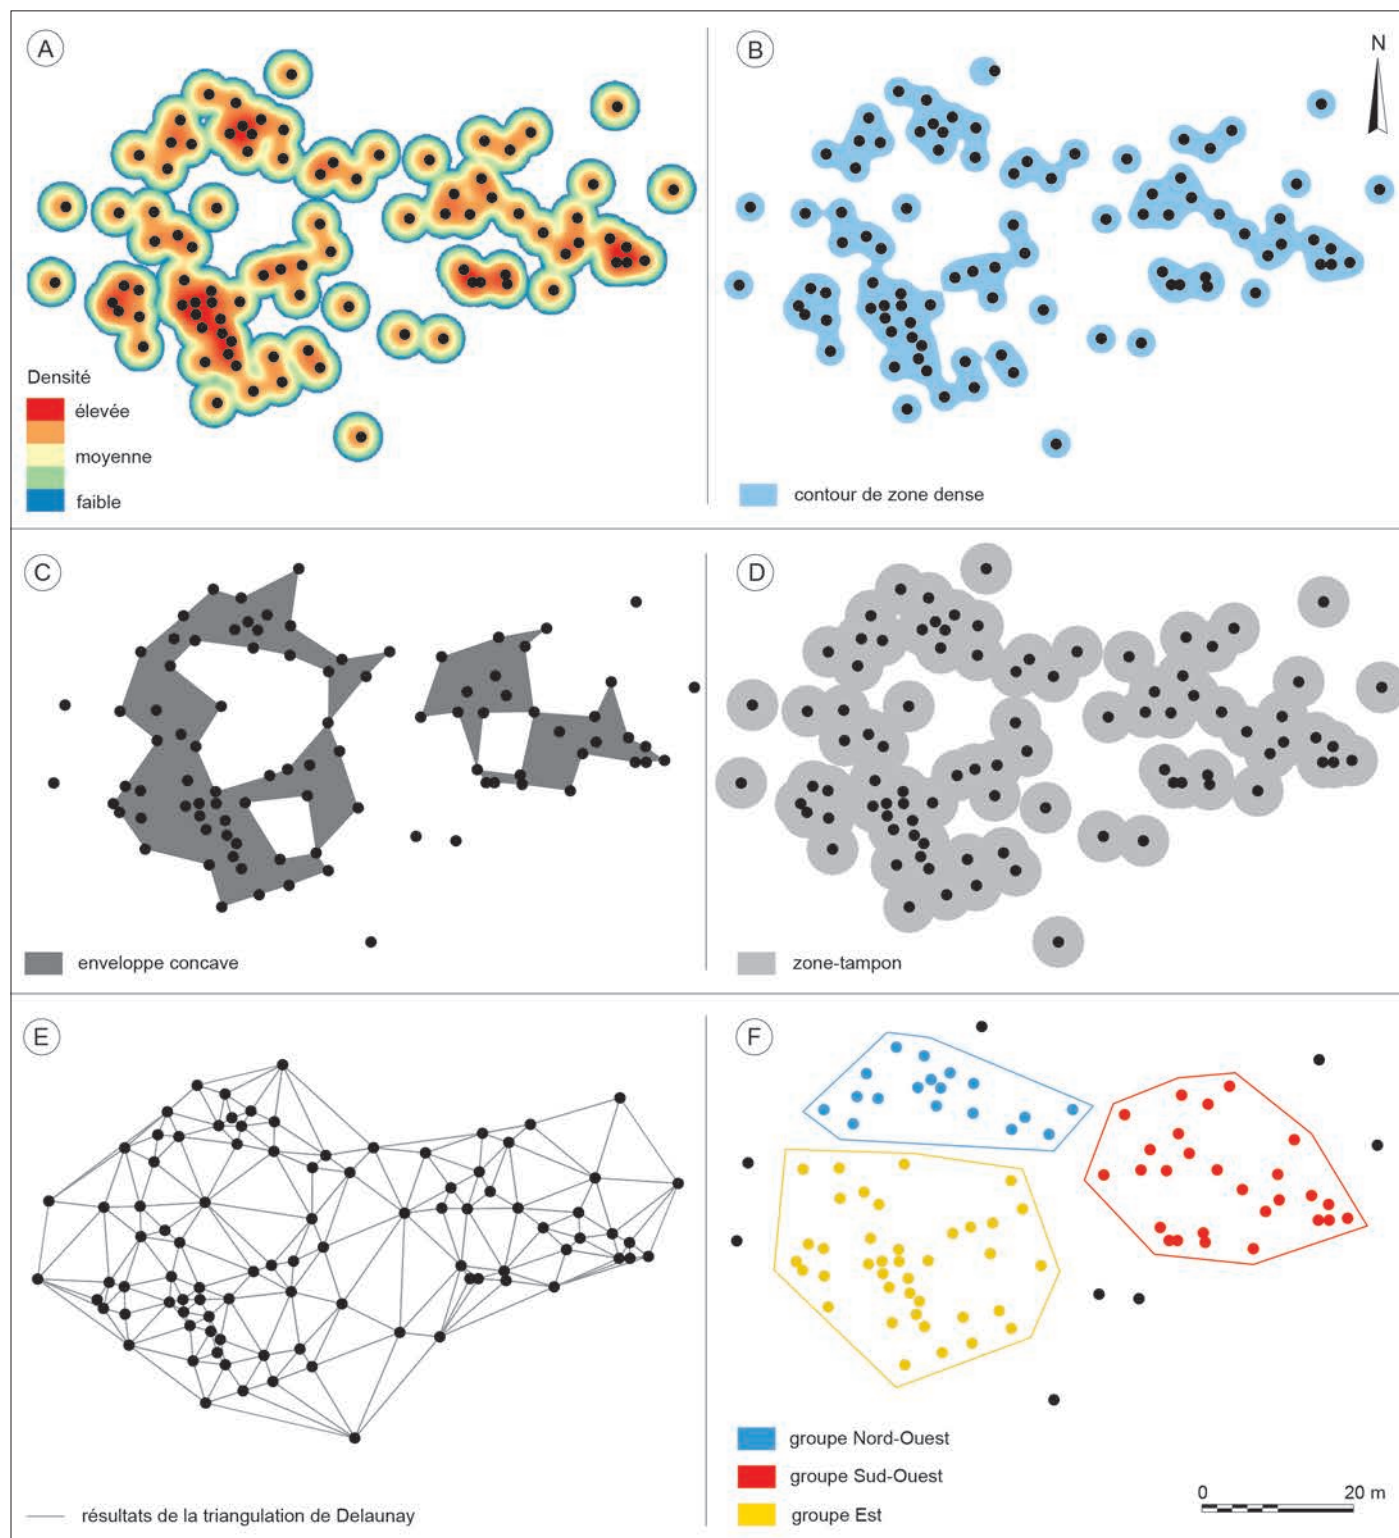 A
B
N
Densité
élevée
moyenne
faible
contour de zone dense
C
D
enveloppe concave
zone-tampon
E
F
groupe Nord-Ouest
groupe Sud-Ouest
groupe Est
résultats de la triangulation de Delaunay
0 20 m